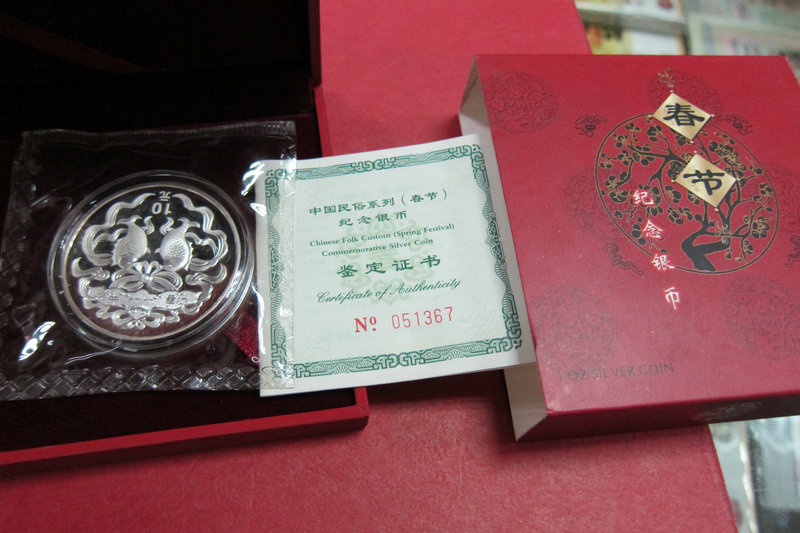 10元
中国民俗系列（春节）
纪念银币
Chinese Folk Custom (Spring Festival)
Commemorative Silver Coin
鉴定证书
Certificate of Authenticity
Nº 051367
春
节
纪念银币
1 OZ SILVER COIN